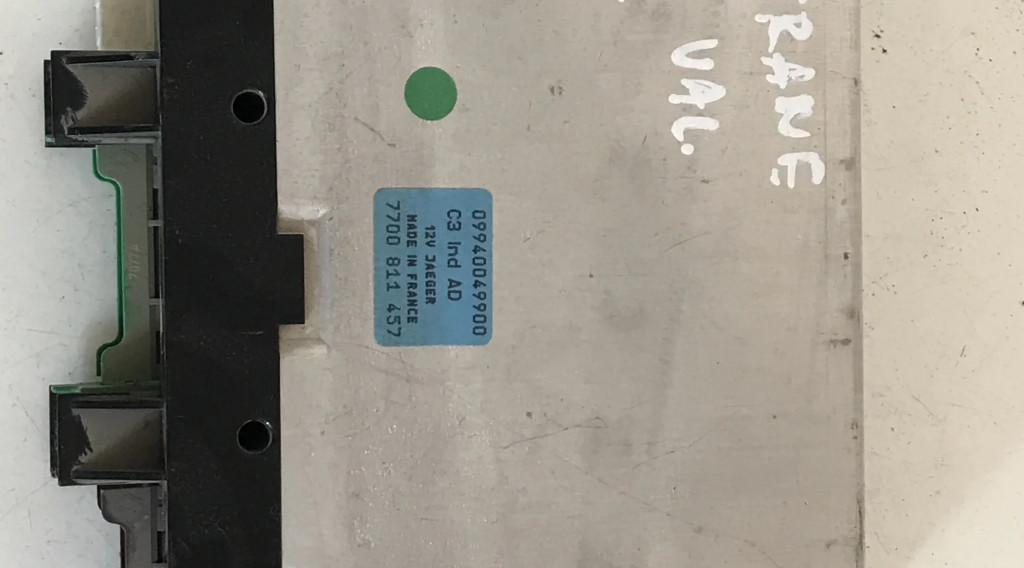 09940049900
C3 Ind AD
12V JAEGER
MADE IN FRANCE
7700 811 457
VAL.